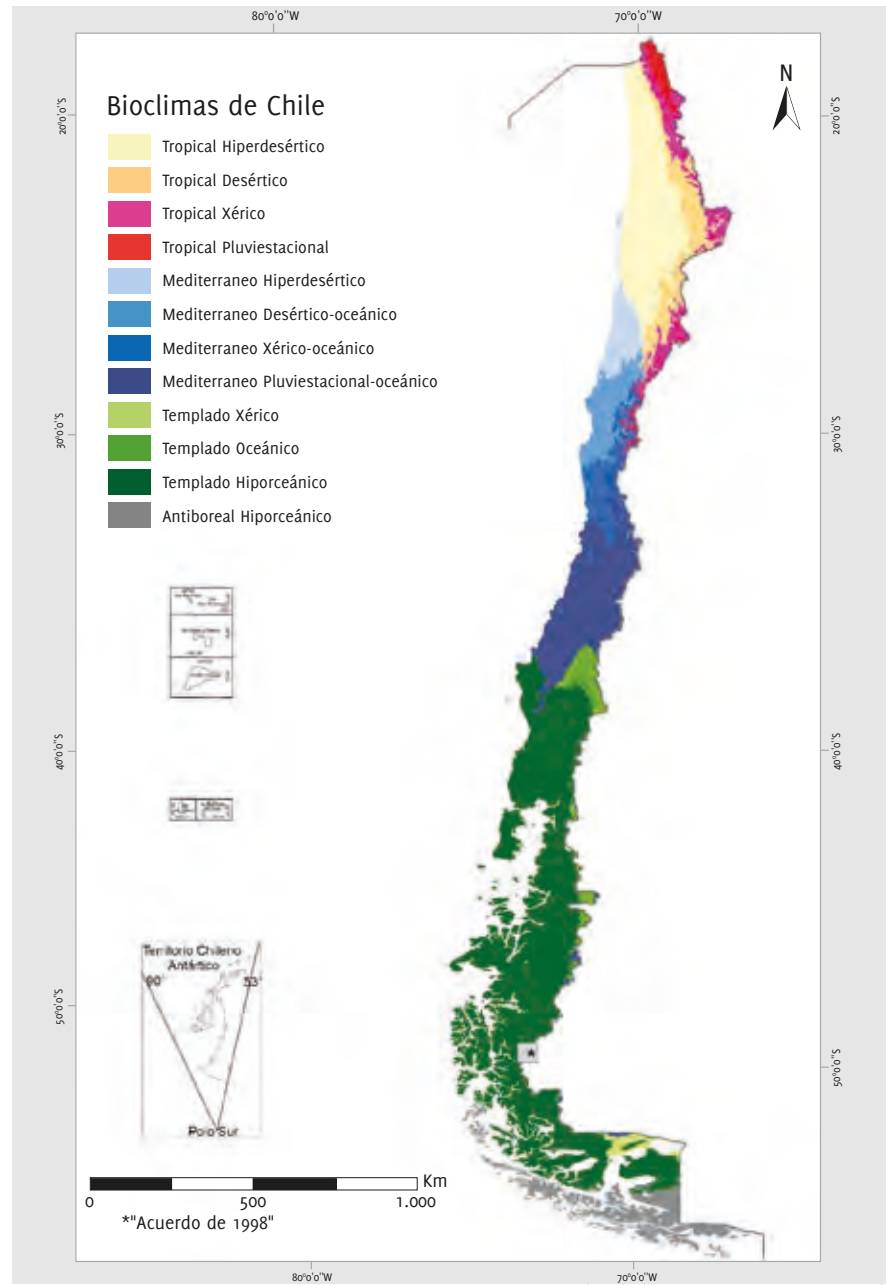 80°0'0"W
70°0'0"W
N
Bioclimas de Chile
20°0'0"S
20°0'0"S
Tropical Hiperdesértico
Tropical Desértico
Tropical Xérico
Tropical Pluviestacional
Mediterraneo Hiperdesértico
Mediterraneo Desértico-oceánico
Mediterraneo Xérico-oceánico
Mediterraneo Pluviestacional-oceánico
Templado Xérico
30°0'0"S
30°0'0"S
Templado Oceánico
Templado Hiporceánico
Antiboreal Hiporceánico
40°0'0"S
40°0'0"S
Territorio Chileno
Antártico
90°
53°
50°0'0"S
50°0'0"S
Polo Sur
Km
0
500
1.000
*"Acuerdo de 1998"
80°0'0"W
70°0'0"W